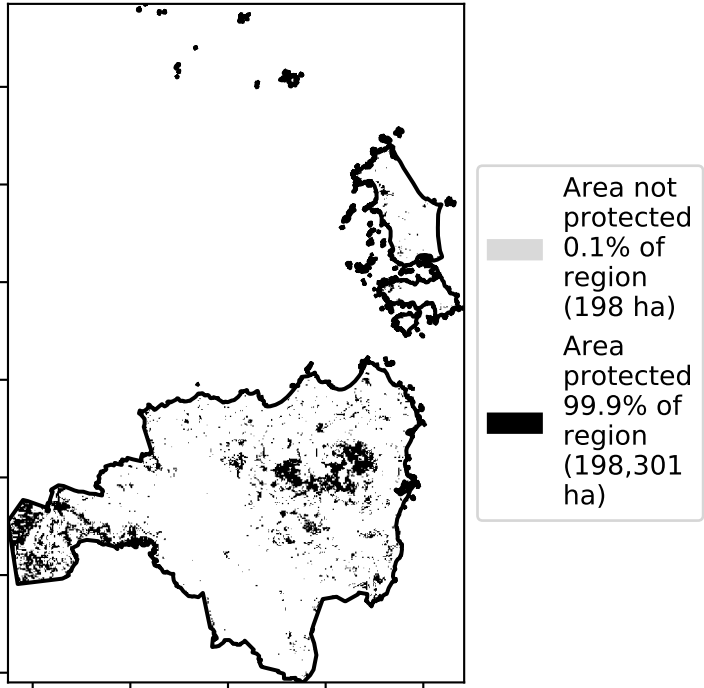 Area not
protected
0.1% of
region
(198 ha)
Area
protected
99.9% of
region
(198,301
ha)